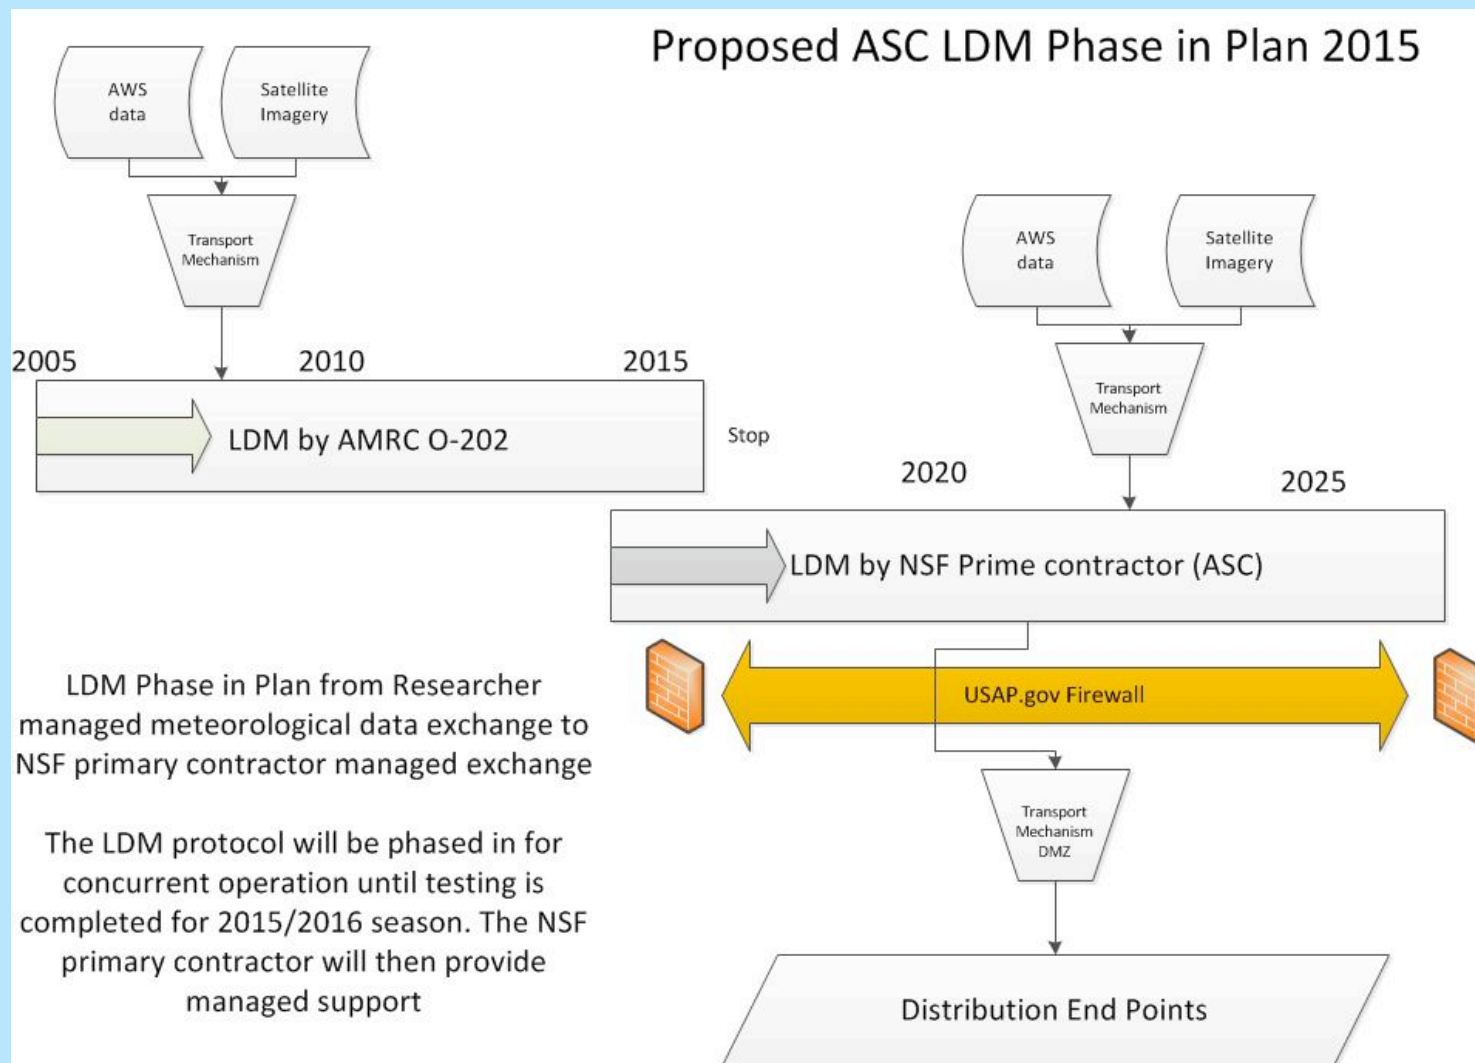 Proposed ASC LDM Phase in Plan 2015
AWS
data
Satellite
Imagery
Transport
Mechanism
2005
2010
2015
LDM by AMRC O-202
Stop
AWS
data
Satellite
Imagery
Transport
Mechanism
2020
2025
LDM by NSF Prime contractor (ASC)
USAP.gov Firewall
Transport
Mechanism
DMZ
Distribution End Points
LDM Phase in Plan from Researcher
managed meteorological data exchange to
NSF primary contractor managed exchange
The LDM protocol will be phased in for
concurrent operation until testing is
completed for 2015/2016 season. The NSF
primary contractor will then provide
managed support